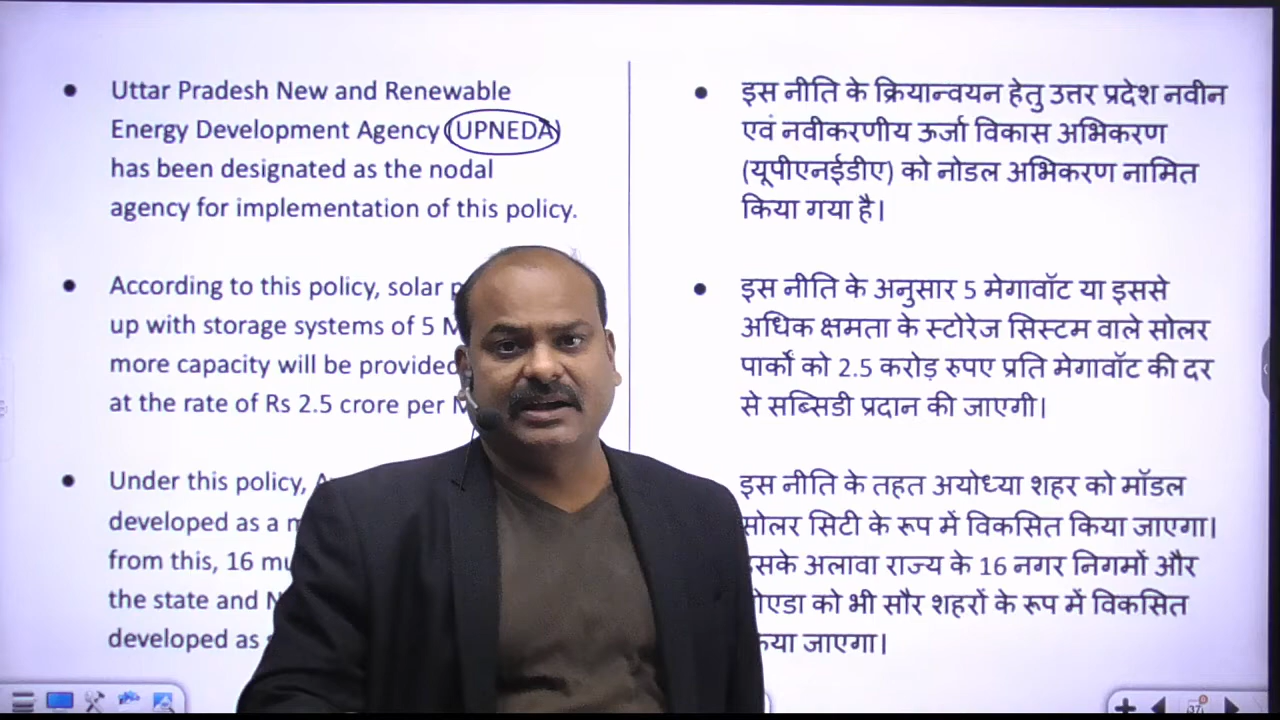 Uttar Pradesh New and Renewable
Energy Development Agency (UPNEDA)
has been designated as the nodal
agency for implementation of this policy.
According to this policy, solar
up with storage systems of 5
more capacity will be provided
at the rate of Rs 2.5 crore per
Under this policy,
developed as a
from this, 16
the state and
developed as
इस नीति के क्रियान्वयन हेतु उत्तर प्रदेश नवीन
एवं नवीकरणीय ऊर्जा विकास अभिकरण
(यूपीएनईडीए) को नोडल अभिकरण नामित
किया गया है।
इस नीति के अनुसार 5 मेगावॉट या इससे
अधिक क्षमता के स्टोरेज सिस्टम वाले सोलर
पार्कों को 2.5 करोड़ रुपए प्रति मेगावॉट की दर
से सब्सिडी प्रदान की जाएगी।
इस नीति के तहत अयोध्या शहर को मॉडल
सोलर सिटी के रूप में विकसित किया जाएगा।
इसके अलावा राज्य के 16 नगर निगमों और
नोएडा को भी सौर शहरों के रूप में विकसित
किया जाएगा।
37